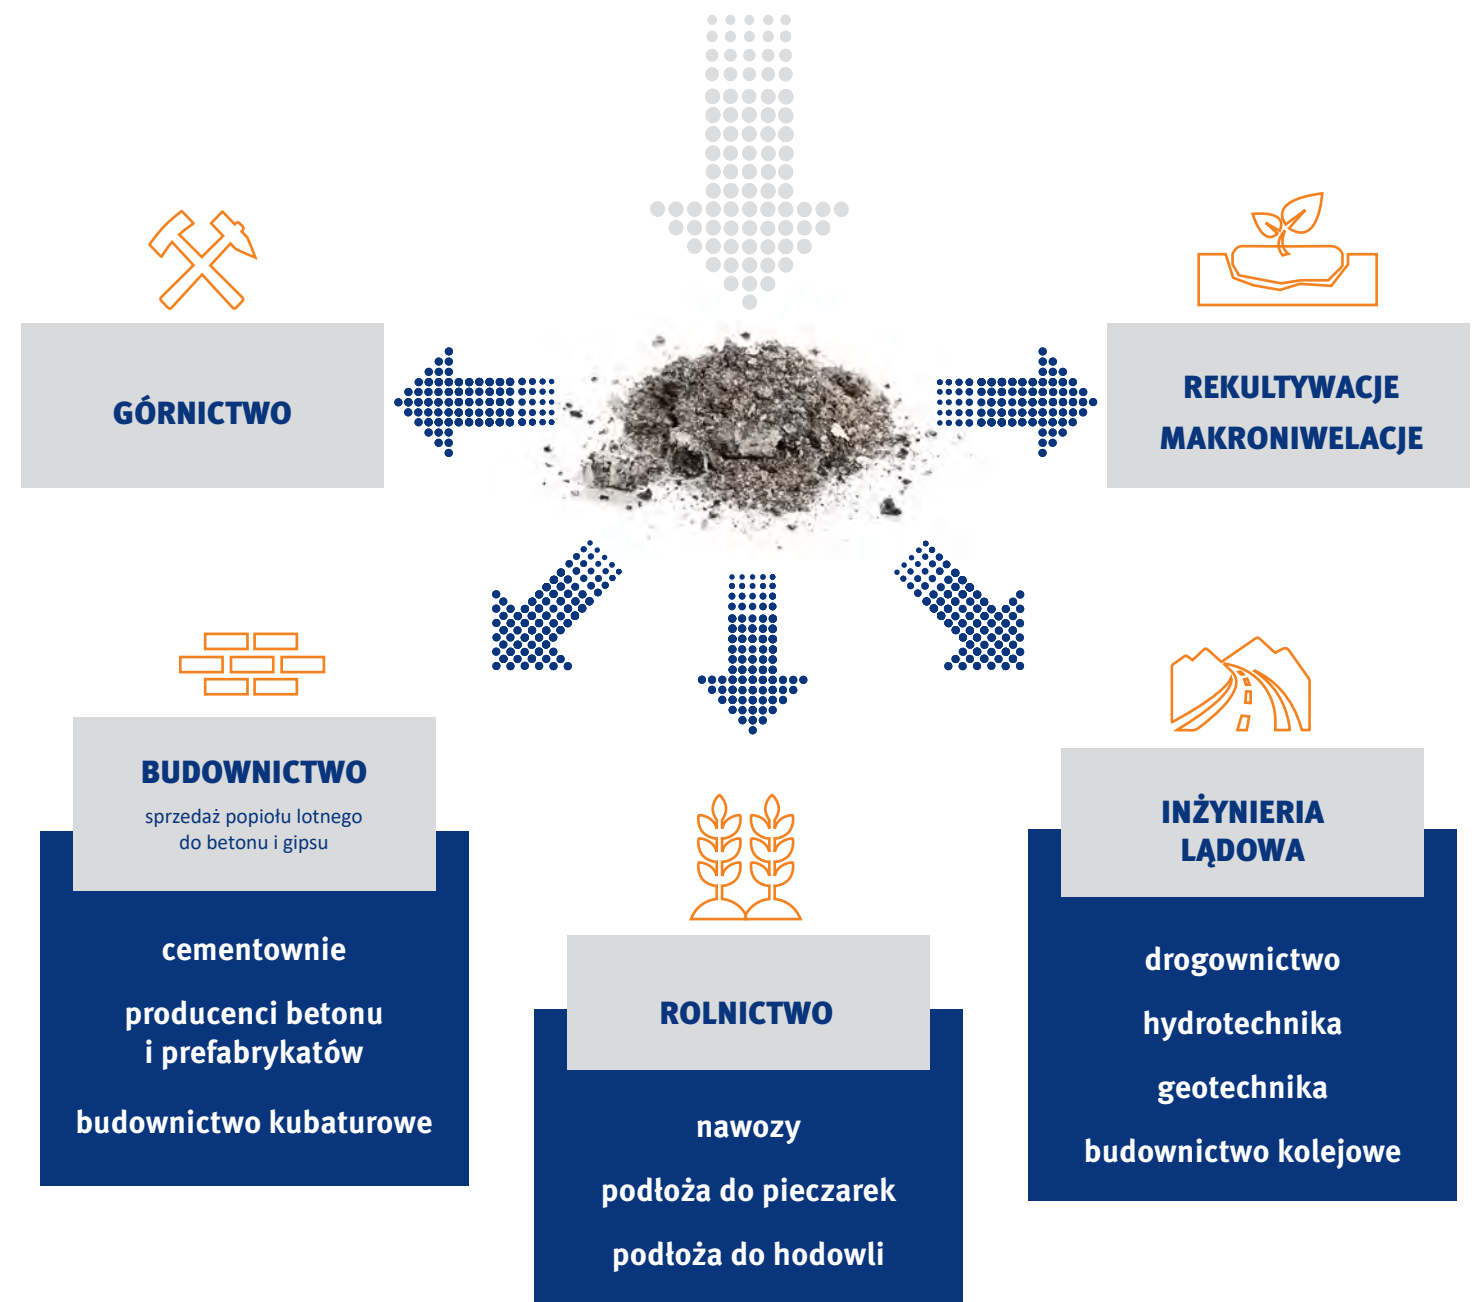 GÓRNICTWO
REKULTYWACJE
MAKRONIWELACJE
BUDOWNICTWO
sprzedaż popiołu lotnego
do betonu i gipsu
cementownie
producenci betonu
i prefabrykatów
budownictwo kubaturowe
ROLNICTWO
nawozy
podłoża do pieczarek
podłoża do hodowli
INŻYNIERIA
LĄDOWA
drogownictwo
hydrotechnika
geotechnika
budownictwo kolejowe